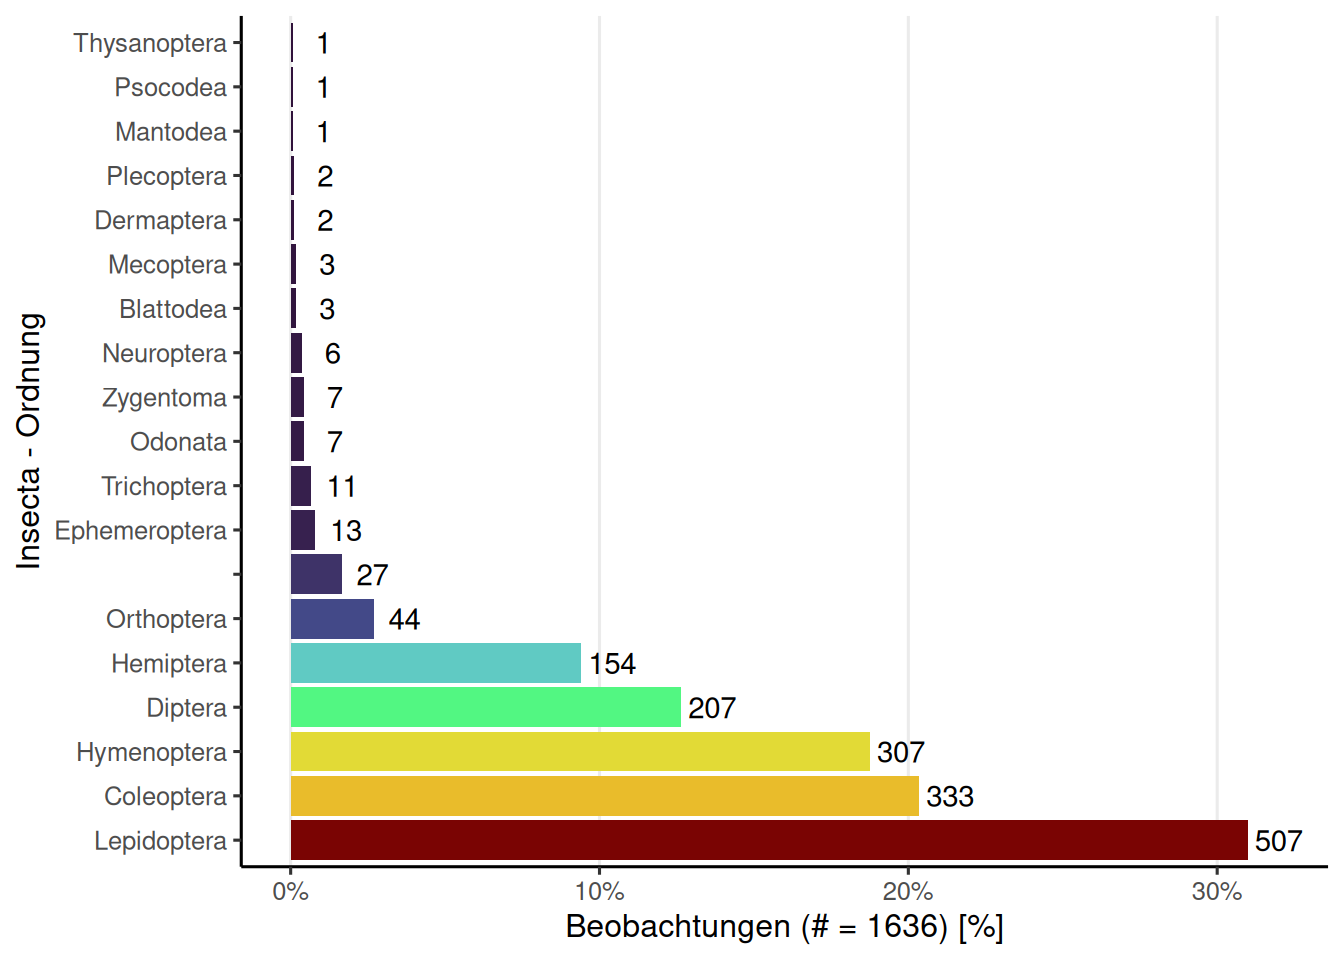 Insecta - Ordnung
Thysanoptera 1
Psocodea 1
Mantodea 1
Plecoptera 2
Dermaptera 2
Mecoptera 3
Blattodea 3
Neuroptera 6
Zygentoma 7
Odonata 7
Trichoptera 11
Ephemeroptera 13
27
Orthoptera 44
Hemiptera 154
Diptera 207
Hymenoptera 307
Coleoptera 333
Lepidoptera 507
0% 10% 20% 30%
Beobachtungen (# = 1636) [%]